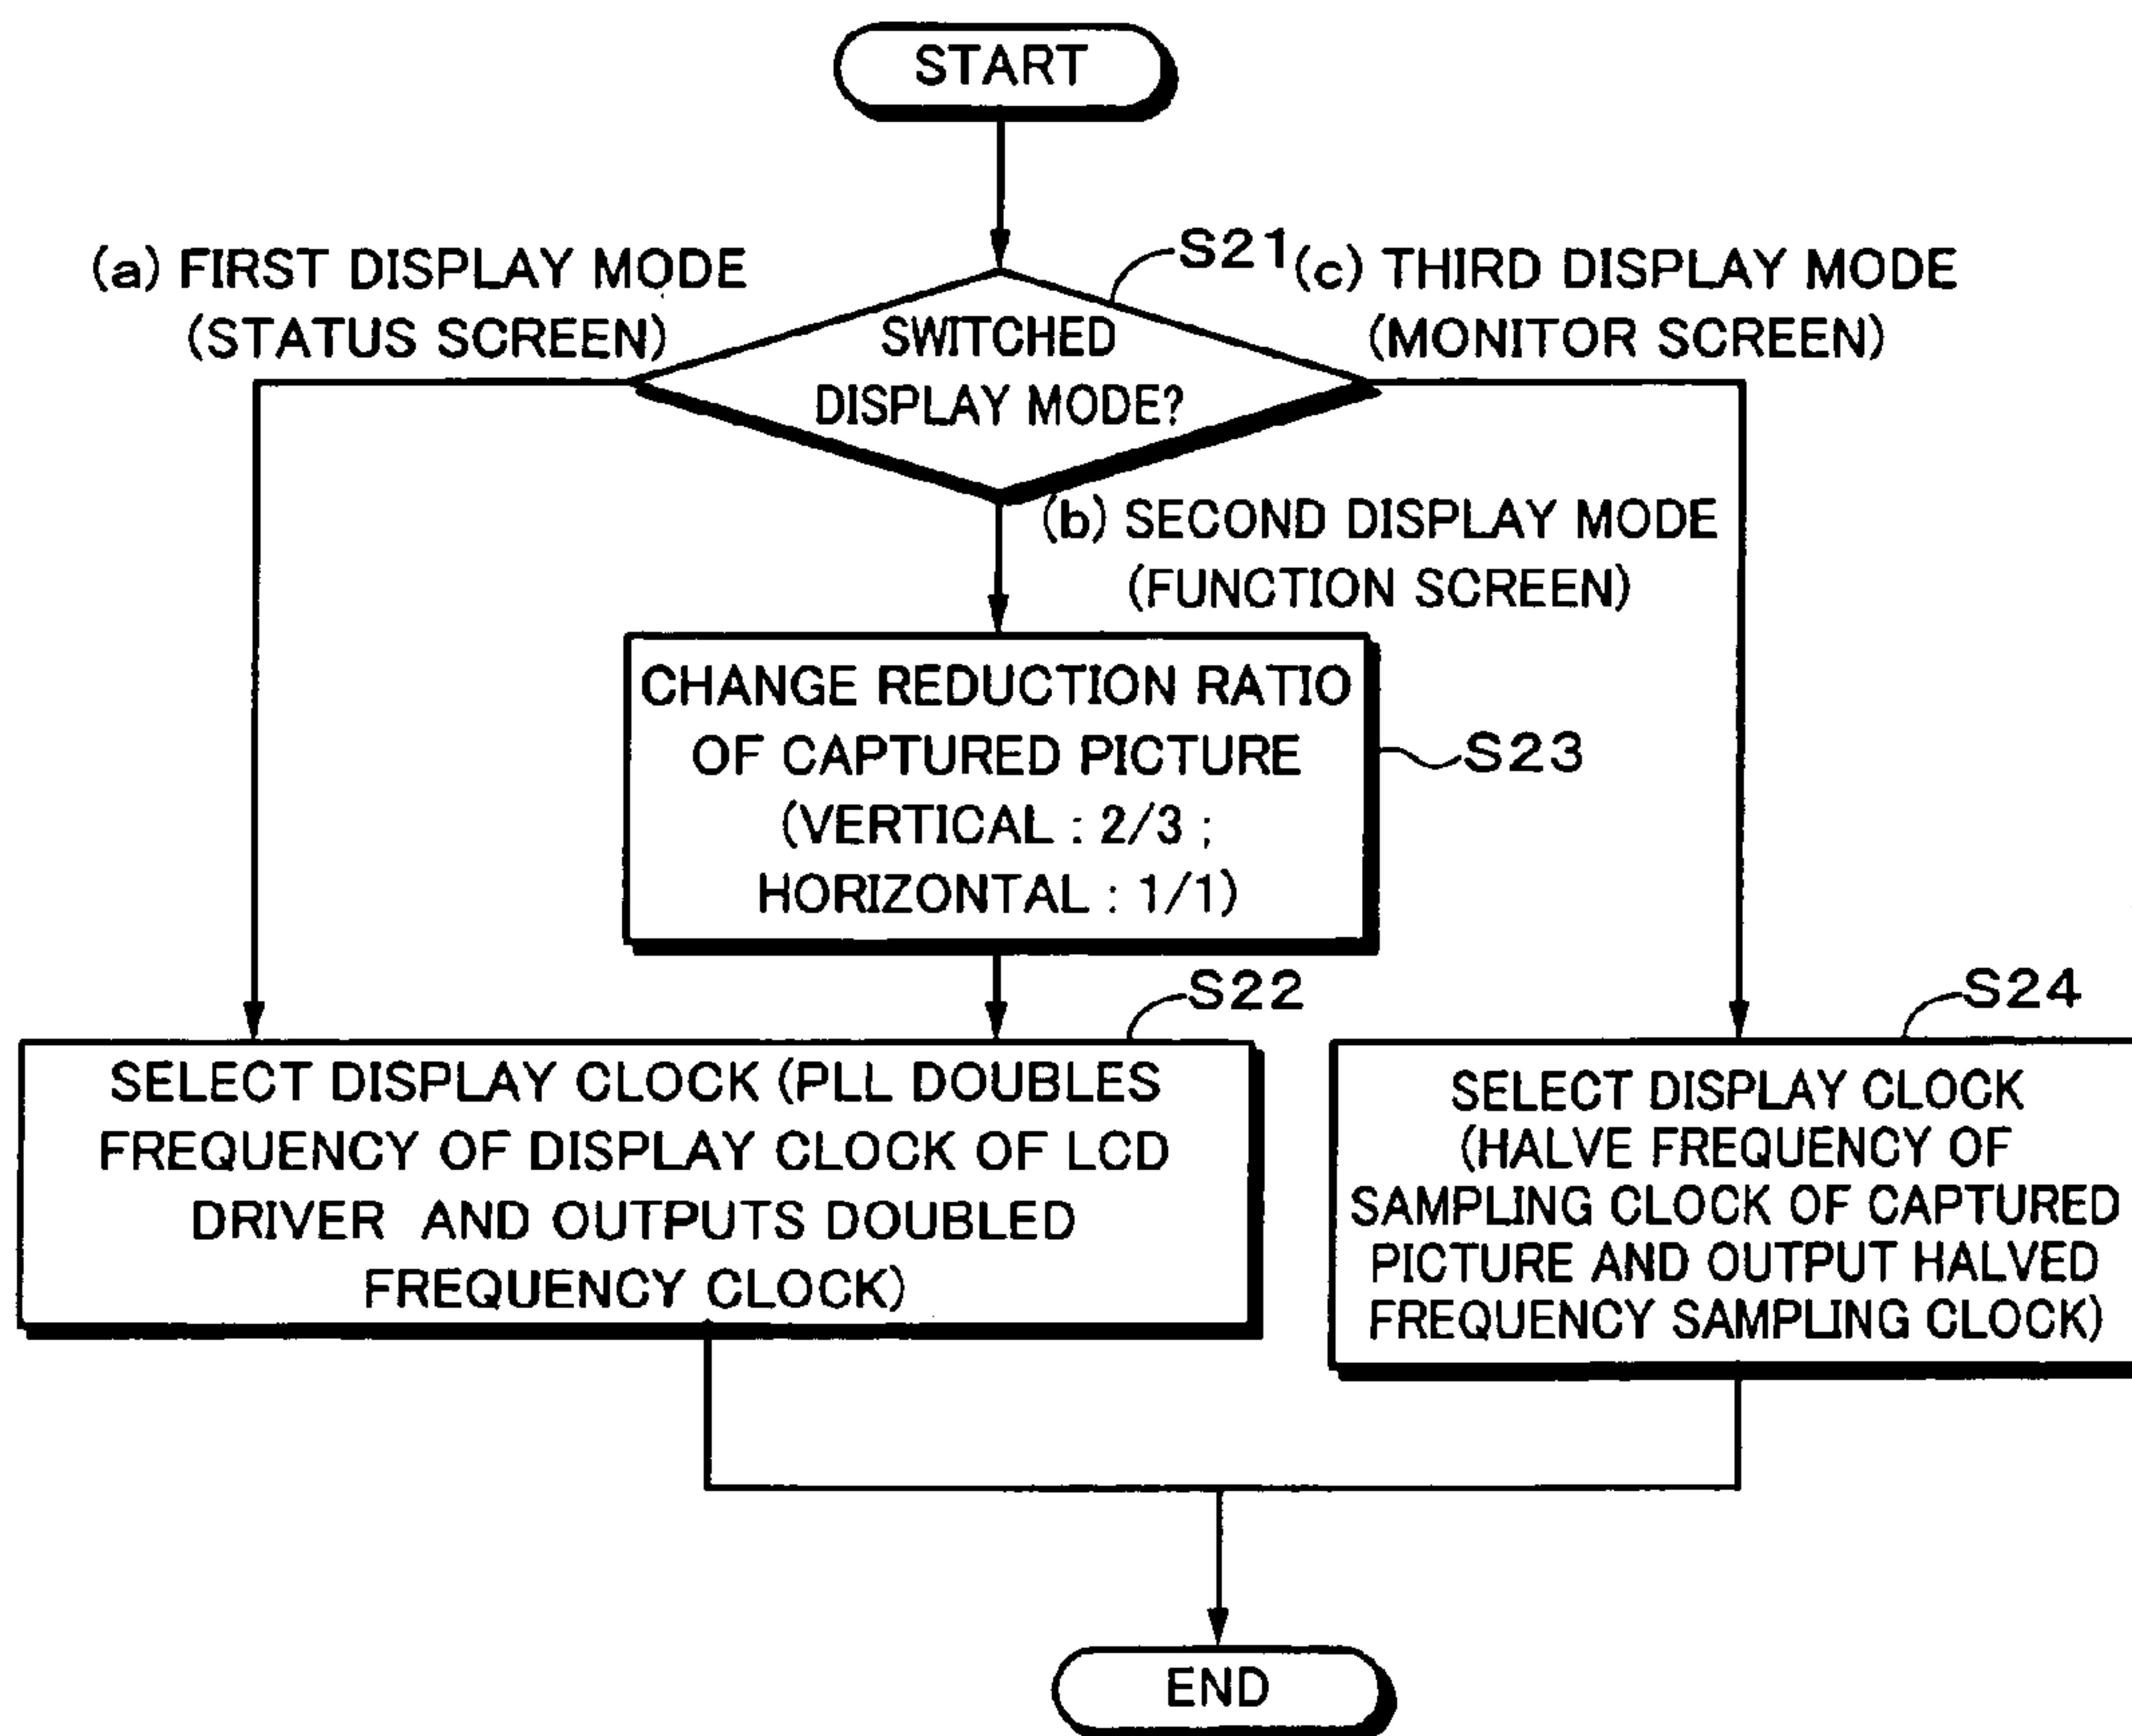 START
S21
(a) FIRST DISPLAY MODE
(STATUS SCREEN)
SWITCHED
DISPLAY MODE?
(c) THIRD DISPLAY MODE
(MONITOR SCREEN)
(b) SECOND DISPLAY MODE
(FUNCTION SCREEN)
CHANGE REDUCTION RATIO
OF CAPTURED PICTURE
(VERTICAL : 2/3 ;
HORIZONTAL : 1/1)
S23
S22
SELECT DISPLAY CLOCK (PLL DOUBLES
FREQUENCY OF DISPLAY CLOCK OF LCD
DRIVER AND OUTPUTS DOUBLED
FREQUENCY CLOCK)
S24
SELECT DISPLAY CLOCK
(HALVE FREQUENCY OF
SAMPLING CLOCK OF CAPTURED
PICTURE AND OUTPUT HALVED
FREQUENCY SAMPLING CLOCK)
END